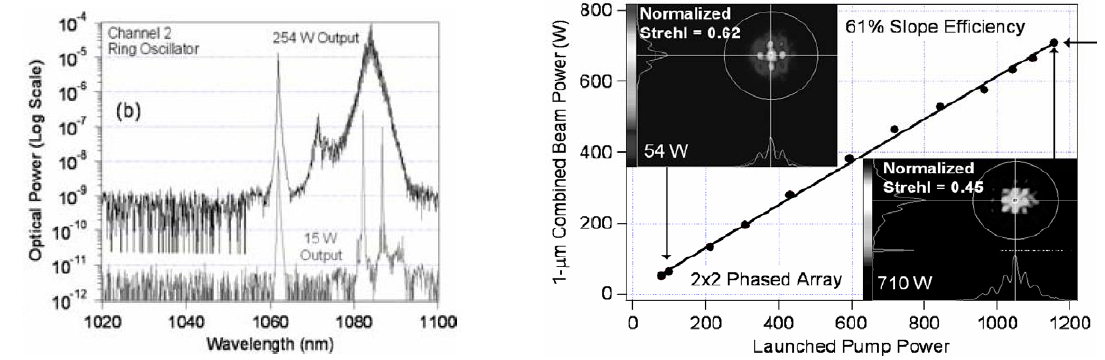 Optical Power (Log Scale)
10⁻⁴
10⁻⁵
10⁻⁶
10⁻⁷
10⁻⁸
10⁻⁹
10⁻¹⁰
10⁻¹¹
10⁻¹²
Channel 2
Ring Oscillator
254 W Output
(b)
15 W
Output
1020 1040 1060 1080 1100
Wavelength (nm)
1-μm Combined Beam Power (W)
800
600
400
200
0
Normalized
Strehl = 0.62
54 W
61% Slope Efficiency
Normalized
Strehl = 0.45
710 W
2x2 Phased Array
0 200 400 600 800 1000 1200
Launched Pump Power